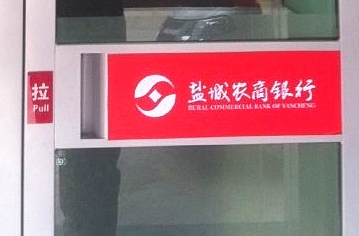 拉
Pull
盐城农商银行
RURAL COMMERCIAL BANK OF YANCHENG